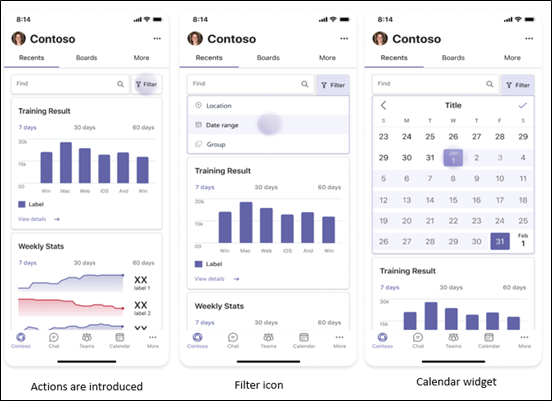 8:14
Contoso
Recents Boards More
Find Filter
Training Result
7 days 30 days 60 days
30k
15k
00
Win Mac Web iOS And Win
Label
View details →
Weekly Stats
7 days 30 days 60 days
XX
label 1
XX
label 2
XX
Contoso Chat Teams Calendar More
Actions are introduced
8:14
Contoso
Recents Boards More
Find Filter
Location
Date range
Group
Training Result
7 days 30 days 60 days
30k
15k
00
Win Mac Web iOS And Win
Label
View details →
Weekly Stats
7 days 30 days 60 days
Contoso Chat Teams Calendar More
Filter icon
8:14
Contoso
Recents Boards More
Find Filter
Title
S M T W T F S
23 24 25 26 27 28 29
29 30 31 Jan 1 2 3 4
5 6 7 8 9 10 11
12 13 14 15 16 17 18
19 20 21 22 23 24 25
26 27 28 29 30 31 Feb 1
Training Result
7 days 30 days 60 days
30k
15k
Contoso Chat Teams Calendar More
Calendar widget